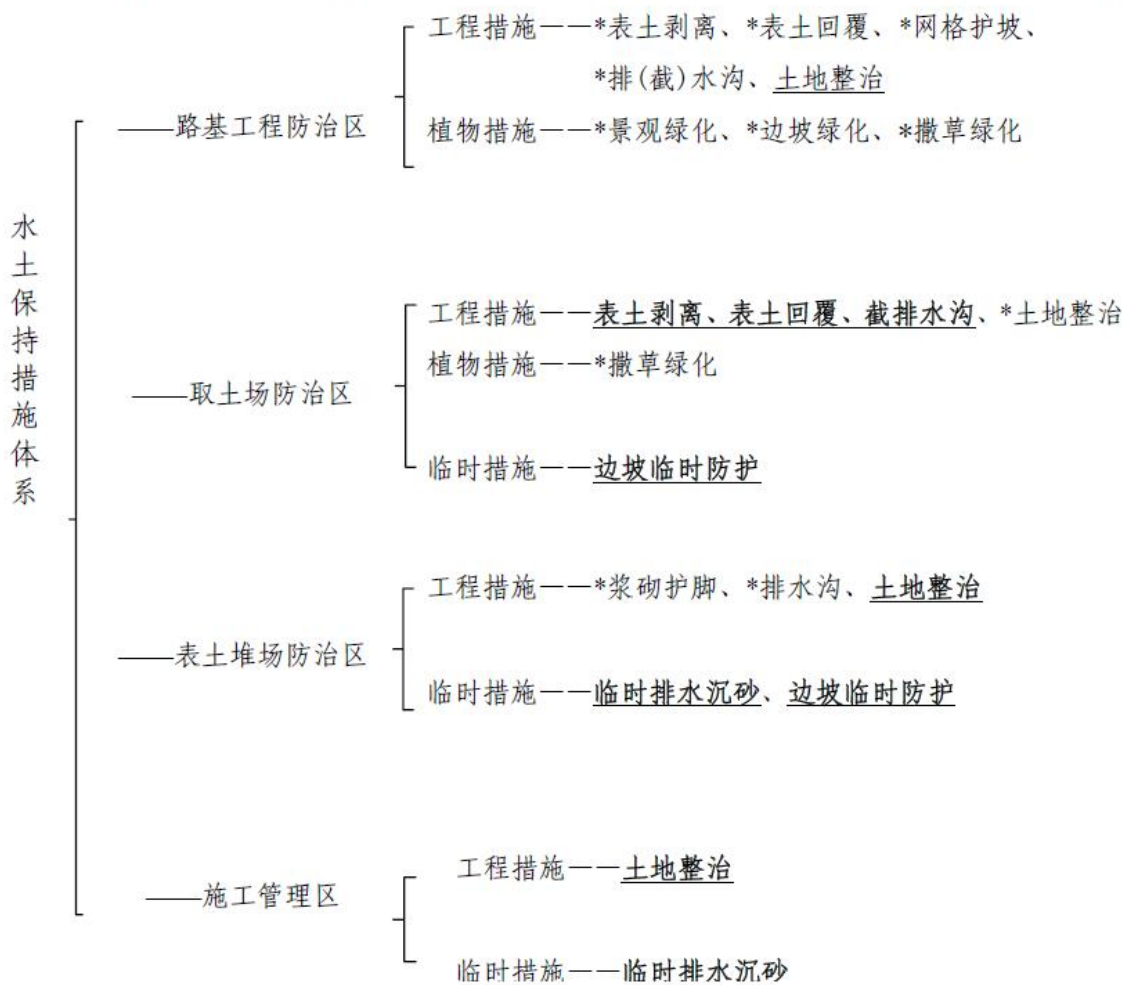 水土保持措施体系
——路基工程防治区
工程措施——*表土剥离、*表土回覆、*网格护坡、
*排(截)水沟、土地整治
植物措施——*景观绿化、*边坡绿化、*撒草绿化
——取土场防治区
工程措施——表土剥离、表土回覆、截排水沟、*土地整治
植物措施——*撒草绿化
临时措施——边坡临时防护
——表土堆场防治区
工程措施——*浆砌护脚、*排水沟、土地整治
临时措施——临时排水沉砂、边坡临时防护
——施工管理区
工程措施——土地整治
临时措施——临时排水沉砂